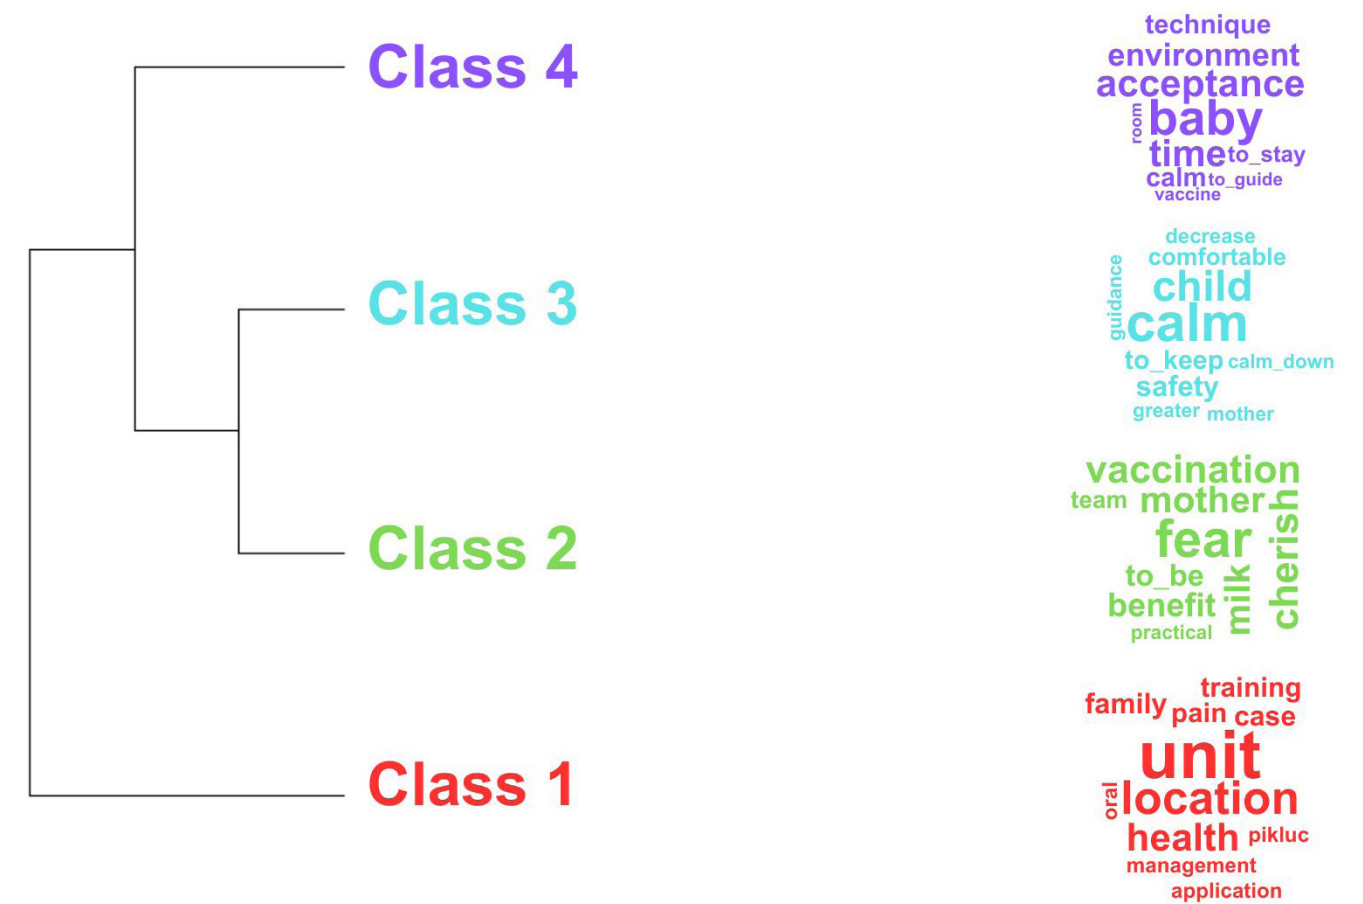 Class 4
technique
environment
acceptance
room baby
time to_stay
calm to_guide
vaccine
Class 3
decrease
comfortable
guidance child
calm
to_keep calm_down
safety
greater mother
Class 2
vaccination
team mother
fear cherish
to_be milk
benefit
practical
Class 1
training
family pain case
unit
oral location
health pikluc
management
application